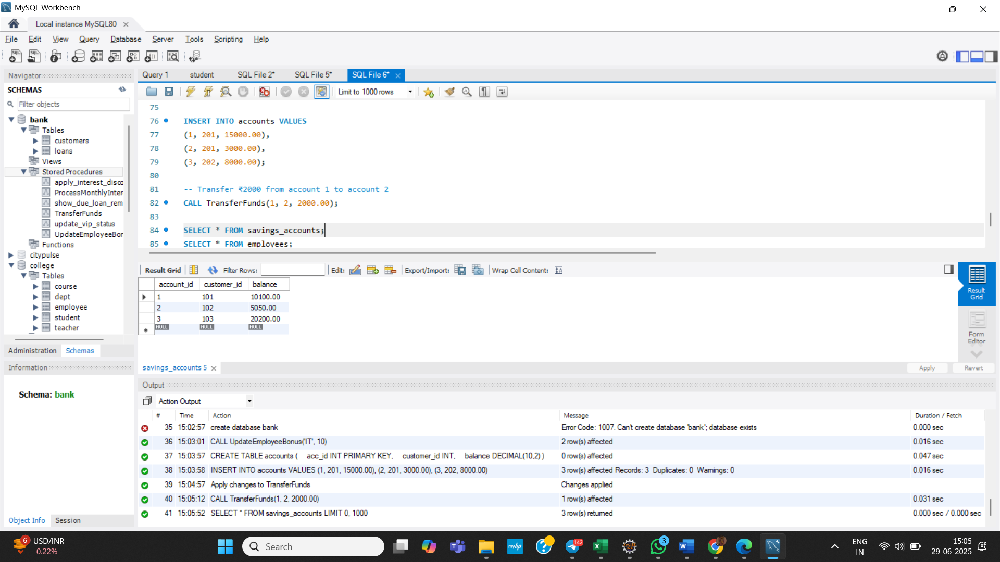 MySQL Workbench
Local instance MySQL80
File Edit View Query Database Server Tools Scripting Help
Navigator
SCHEMAS
Filter objects
bank
Tables
customers
loans
Views
Stored Procedures
apply_interest_disco
ProcessMonthlyInter
show_due_loan_rem
TransferFunds
update_vip_status
UpdateEmployeeBor
Functions
citypulse
college
Tables
course
dept
employee
student
teacher
Administration Schemas
Information
Schema: bank
Object Info Session
Query 1 student SQL File 2* SQL File 5* SQL File 6*
Limit to 1000 rows
75
76 INSERT INTO accounts VALUES
77 (1, 201, 15000.00),
78 (2, 201, 3000.00),
79 (3, 202, 8000.00);
80
81 -- Transfer ₹2000 from account 1 to account 2
82 CALL TransferFunds(1, 2, 2000.00);
83
84 SELECT * FROM savings_accounts;
85 SELECT * FROM employees;
Result Grid Filter Rows: Edit: Export/Import: Wrap Cell Content:
account_id customer_id balance
1 101 10100.00
2 102 5050.00
3 103 20200.00
NULL NULL NULL
Result Grid
Form Editor
savings_accounts 5 Apply Revert
Output
Action Output
# Time Action Message Duration / Fetch
35 15:02:57 create database bank Error Code: 1007. Can't create database 'bank'; database exists 0.000 sec
36 15:03:01 CALL UpdateEmployeeBonus('IT', 10) 2 row(s) affected 0.016 sec
37 15:03:57 CREATE TABLE accounts ( acc_id INT PRIMARY KEY, customer_id INT, balance DECIMAL(10,2) ) 0 row(s) affected 0.047 sec
38 15:03:58 INSERT INTO accounts VALUES (1, 201, 15000.00), (2, 201, 3000.00), (3, 202, 8000.00) 3 row(s) affected Records: 3 Duplicates: 0 Warnings: 0 0.016 sec
39 15:04:57 Apply changes to TransferFunds Changes applied
40 15:05:12 CALL TransferFunds(1, 2, 2000.00) 1 row(s) affected 0.031 sec
41 15:05:52 SELECT * FROM savings_accounts LIMIT 0, 1000 3 row(s) returned 0.000 sec / 0.000 sec
6 USD/INR
-0.22%
Search
myhp
142
3
ENG
IN
15:05
29-06-2025